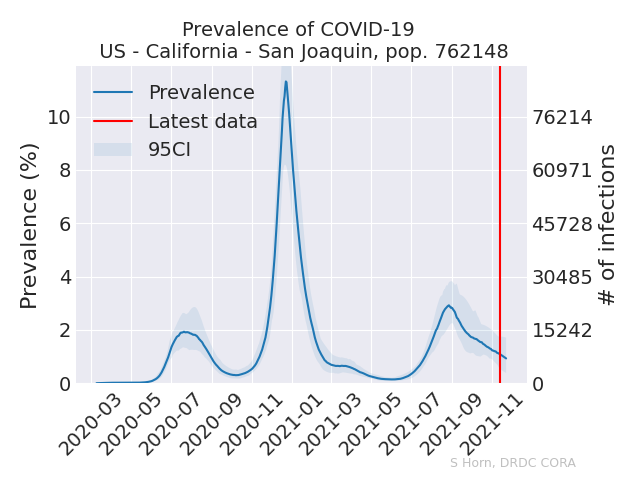 Prevalence of COVID-19
US - California - San Joaquin, pop. 762148
Prevalence
Latest data
95CI
Prevalence (%)
10
8
6
4
2
0
76214
60971
45728
30485
15242
0
# of infections
2020-03
2020-05
2020-07
2020-09
2020-11
2021-01
2021-03
2021-05
2021-07
2021-09
2021-11
S Horn, DRDC CORA